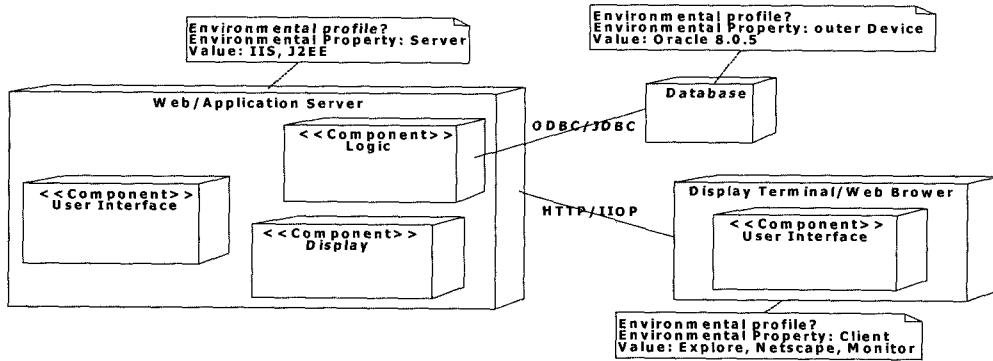 Environmental profile?
Environmental Property: Server
Value: IIS, J2EE
Environmental profile?
Environmental Property: outer Device
Value: Oracle 8.0.5
Web/Application Server
Database
<<Component>>
Logic
ODBC/JDBC
<<Component>>
User Interface
Display Terminal/Web Brower
HTTP/IIOP
<<Component>>
Display
<<Component>>
User Interface
Environmental profile?
Environmental Property: Client
Value: Explore, Netscape, Monitor